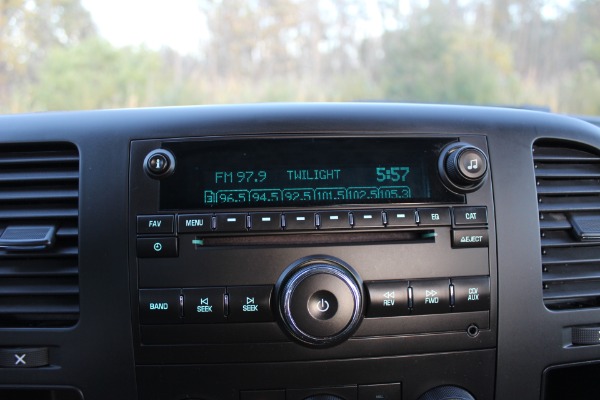 FM 97.9 TWILIGHT 5:57
3 96.5 94.5 92.5 101.5 102.5 105.3
FAV MENU EQ CAT
EJECT
BAND SEEK SEEK REV FWD CD/AUX